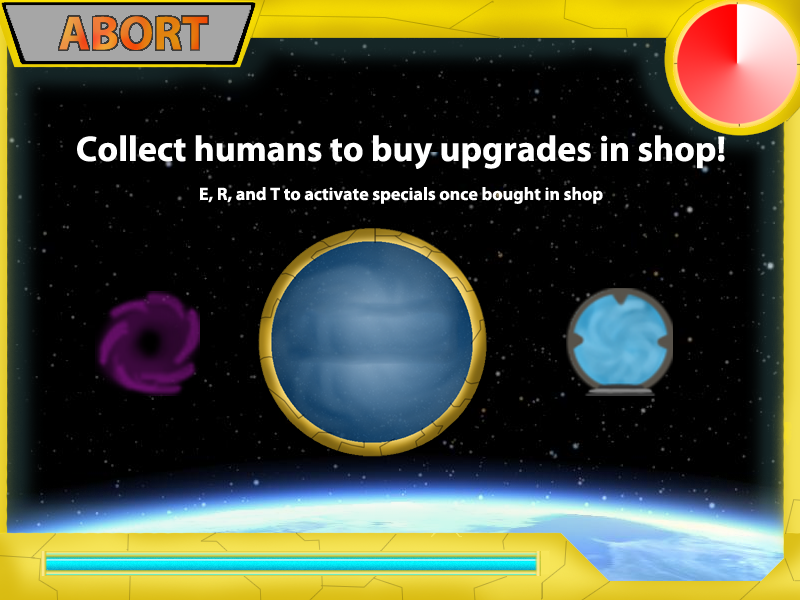 ABORT
Collect humans to buy upgrades in shop!
E, R, and T to activate specials once bought in shop